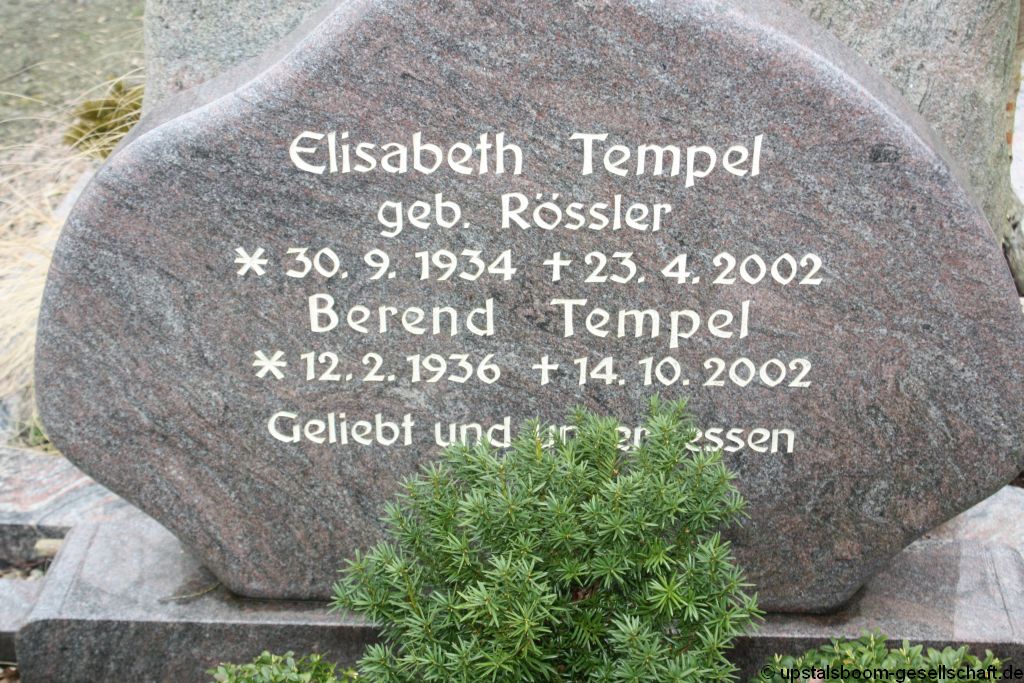 Elisabeth Tempel
geb. Rössler
* 30. 9. 1934 + 23. 4. 2002
Berend Tempel
* 12. 2. 1936 + 14. 10. 2002
Geliebt und
© upstalsboom-gesellschaft.de